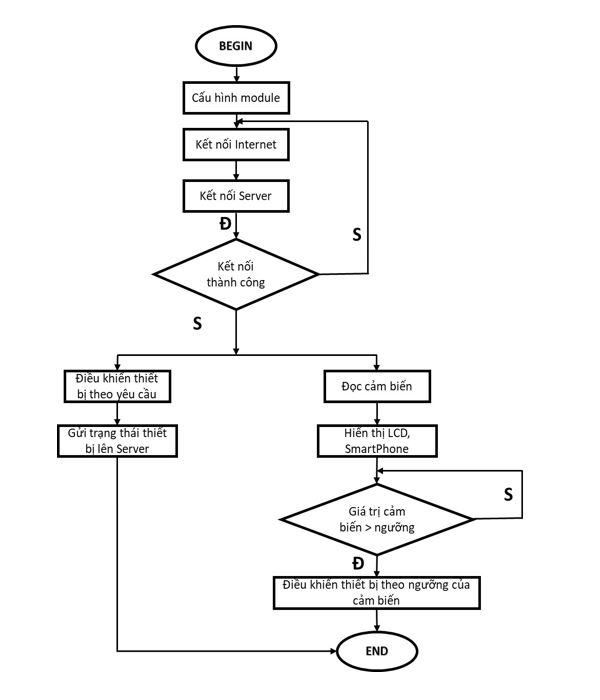 BEGIN
Cấu hình module
Kết nối Internet
Kết nối Server
Đ
S
Kết nối
thành công
S
Điều khiển thiết
bị theo yêu cầu
Đọc cảm biến
Gửi trạng thái thiết
bị lên Server
Hiển thị LCD,
SmartPhone
S
Giá trị cảm
biến > ngưỡng
Đ
Điều khiển thiết bị theo ngưỡng của
cảm biến
END